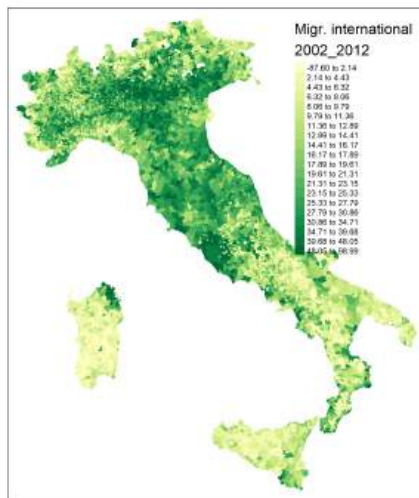 Migr. international
2002_2012
-87.60 to 2.14
2.14 to 4.43
4.43 to 6.32
6.32 to 8.06
8.06 to 9.79
9.79 to 11.36
11.36 to 12.89
12.89 to 14.41
14.41 to 16.17
16.17 to 17.89
17.89 to 19.61
19.61 to 21.31
21.31 to 23.15
23.15 to 25.33
25.33 to 27.79
27.79 to 30.86
30.86 to 34.71
34.71 to 39.68
39.68 to 48.05
48.05 to 98.99